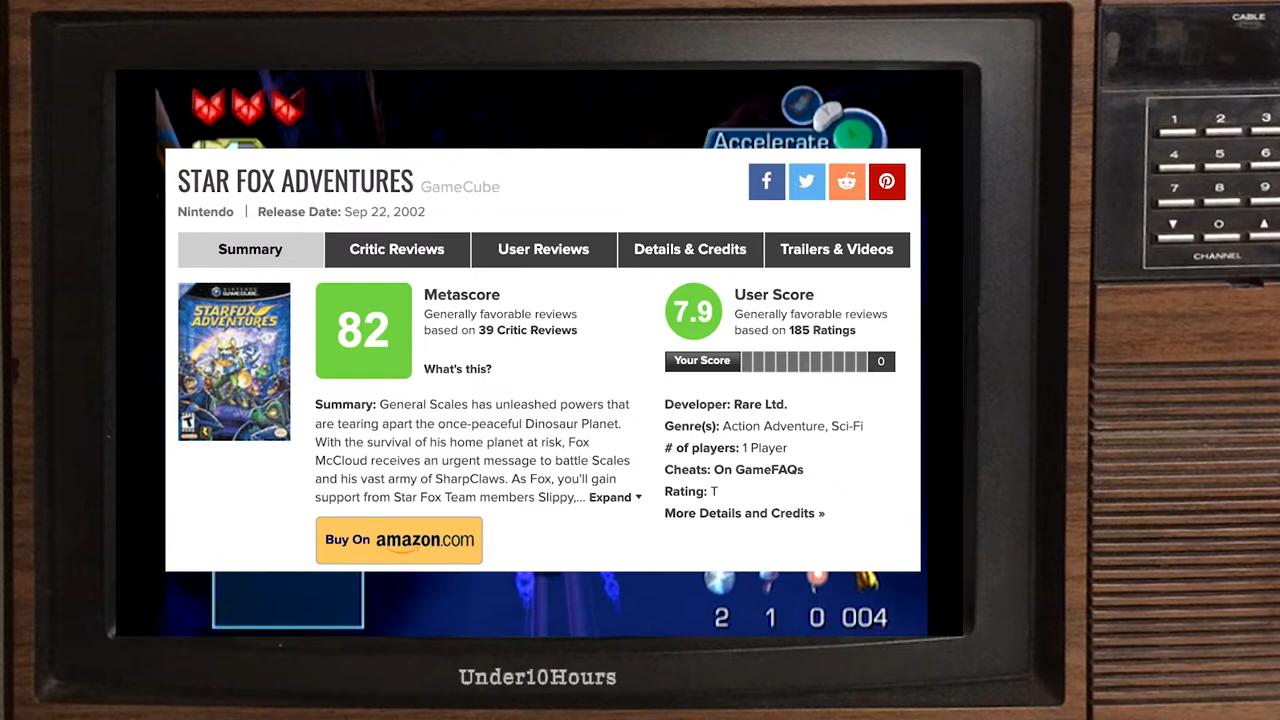 CABLE
Accelerate
1 2 3
4 5 6
7 8 9
0
CHANNEL
STAR FOX ADVENTURES GameCube
Nintendo | Release Date: Sep 22, 2002
Summary Critic Reviews User Reviews Details & Credits Trailers & Videos
NINTENDO
GAMECUBE
STARFOX
ADVENTURES
T
82
Metascore
Generally favorable reviews
based on 39 Critic Reviews
What's this?
7.9
User Score
Generally favorable reviews
based on 185 Ratings
Your Score 0
Summary: General Scales has unleashed powers that
are tearing apart the once-peaceful Dinosaur Planet.
With the survival of his home planet at risk, Fox
McCloud receives an urgent message to battle Scales
and his vast army of SharpClaws. As Fox, you'll gain
support from Star Fox Team members Slippy,... Expand
Buy On amazon.com
Developer: Rare Ltd.
Genre(s): Action Adventure, Sci-Fi
# of players: 1 Player
Cheats: On GameFAQs
Rating: T
More Details and Credits »
2 1 0 004
Under10Hours